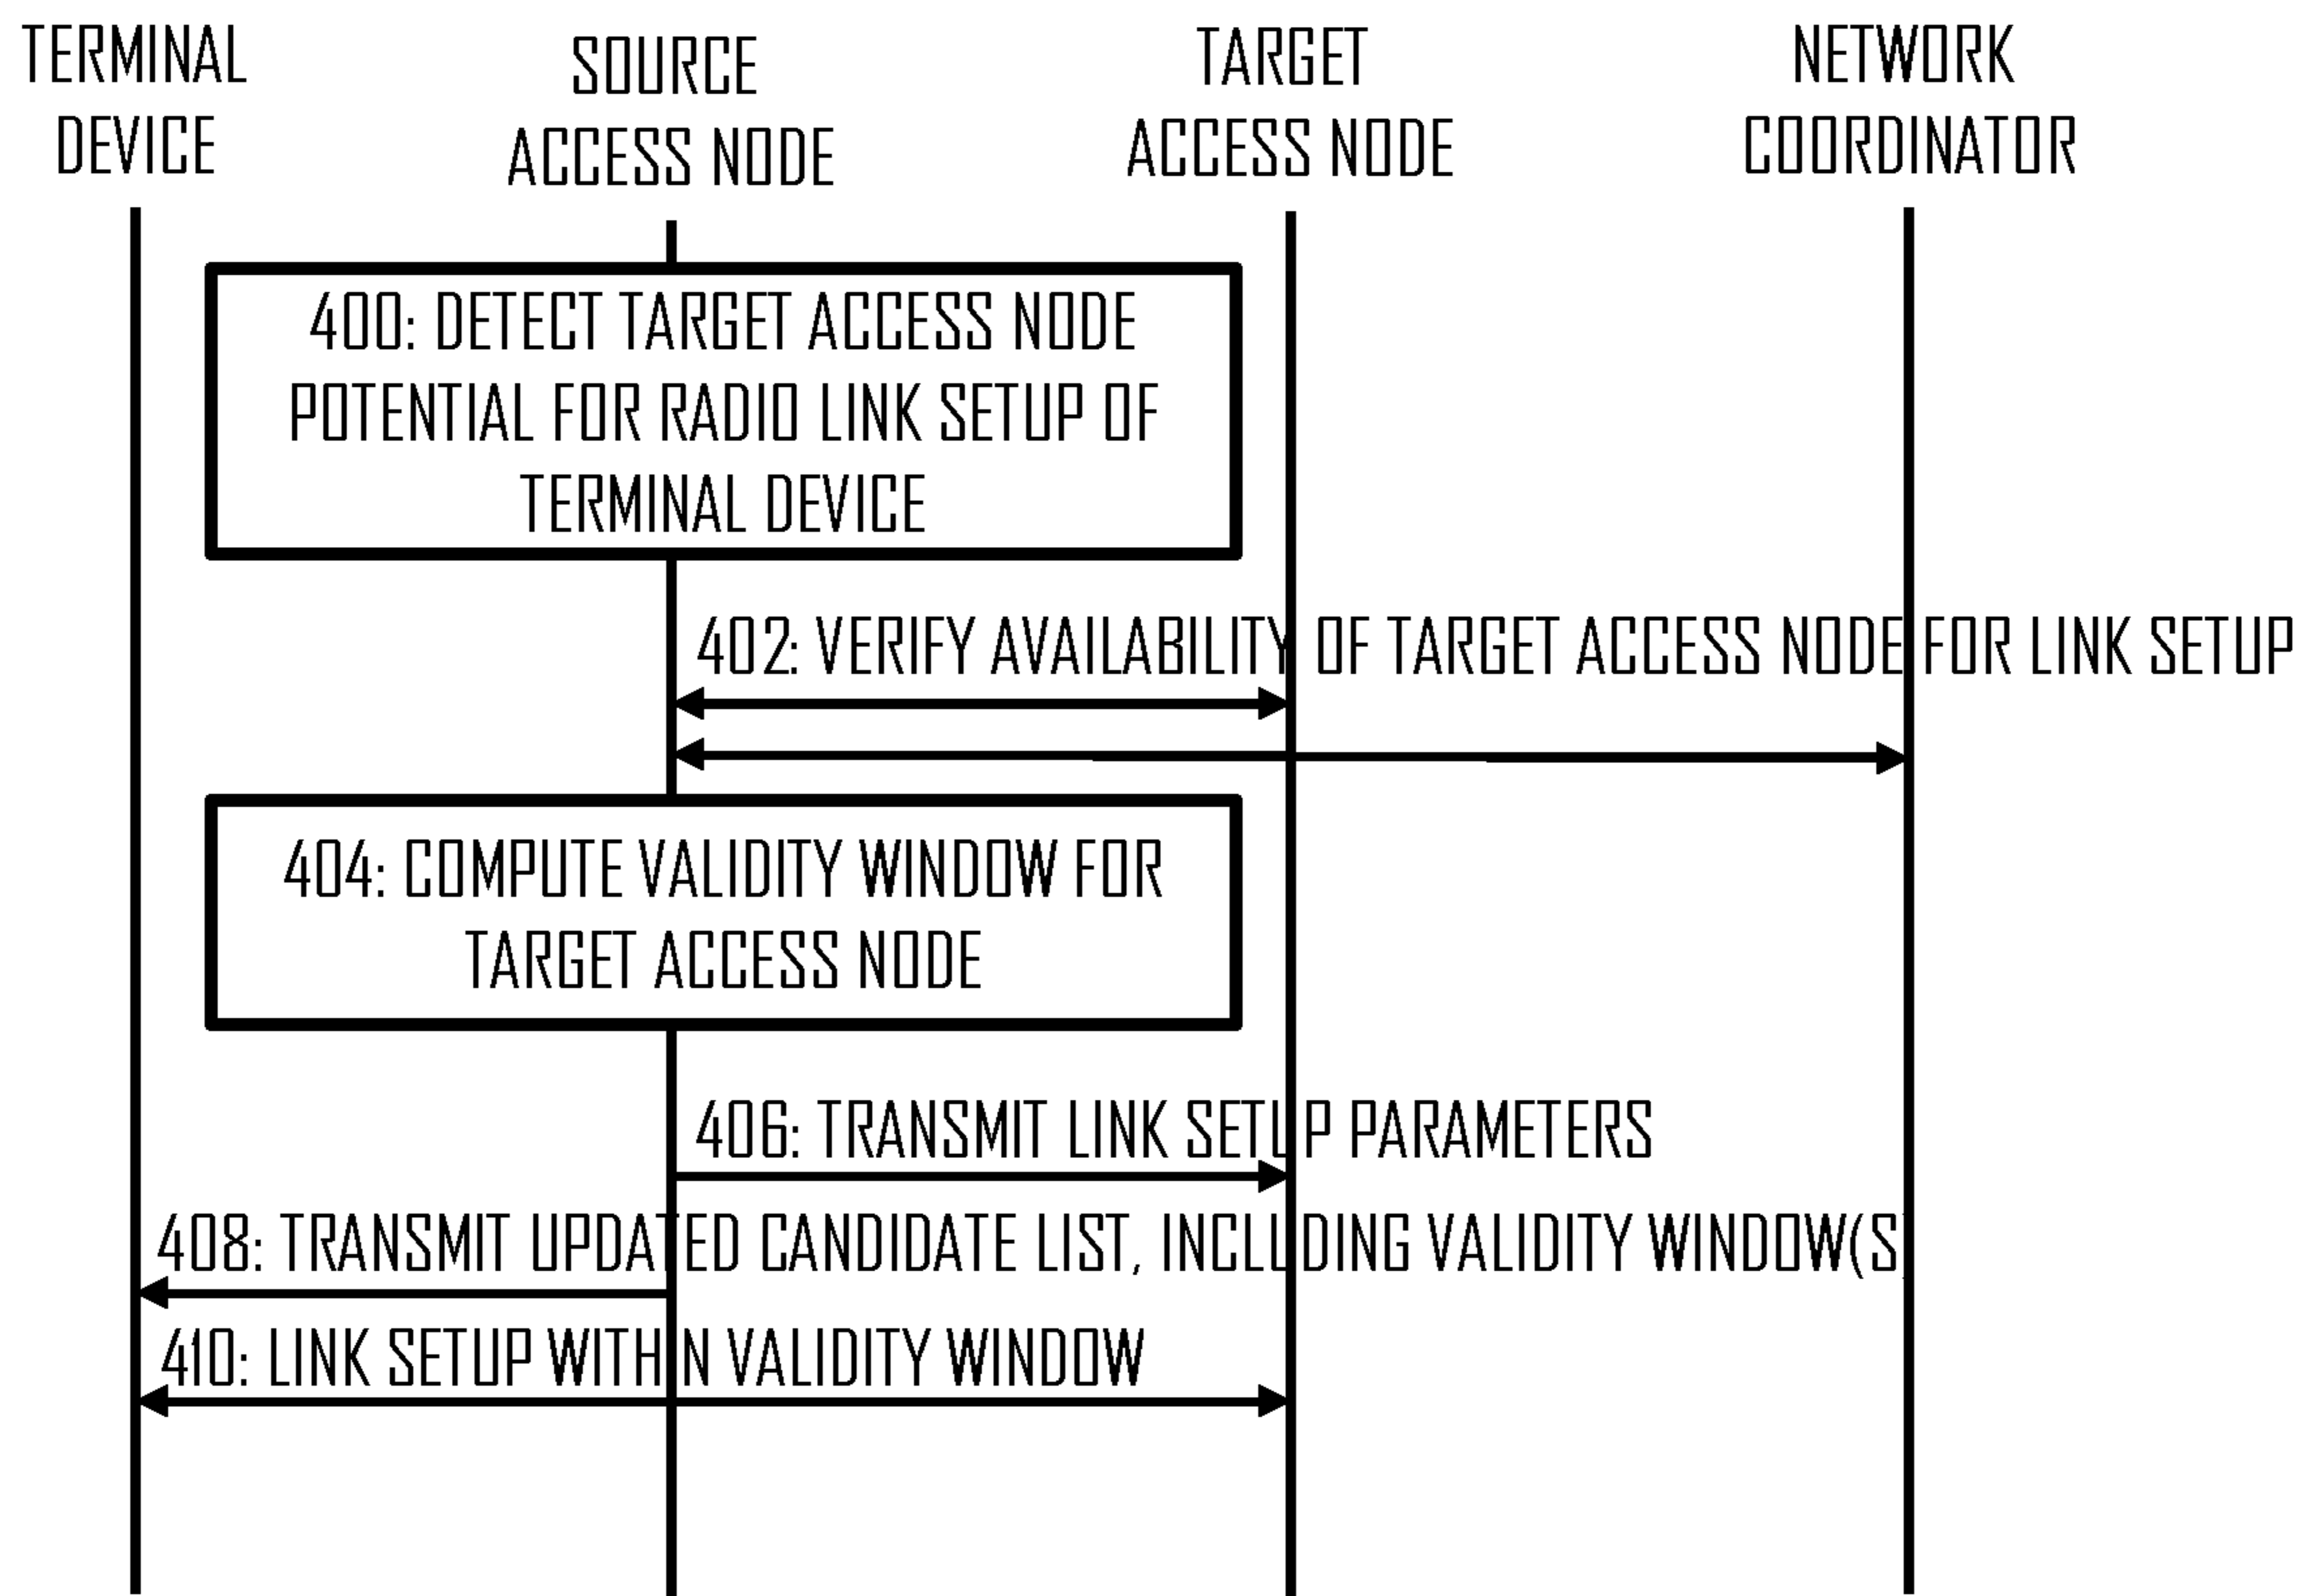 TERMINAL
DEVICE
SOURCE
ACCESS NODE
TARGET
ACCESS NODE
NETWORK
COORDINATOR
400: DETECT TARGET ACCESS NODE
POTENTIAL FOR RADIO LINK SETUP OF
TERMINAL DEVICE
402: VERIFY AVAILABILITY OF TARGET ACCESS NODE FOR LINK SETUP
404: COMPUTE VALIDITY WINDOW FOR
TARGET ACCESS NODE
406: TRANSMIT LINK SETUP PARAMETERS
408: TRANSMIT UPDATED CANDIDATE LIST, INCLUDING VALIDITY WINDOW(S)
410: LINK SETUP WITHIN VALIDITY WINDOW